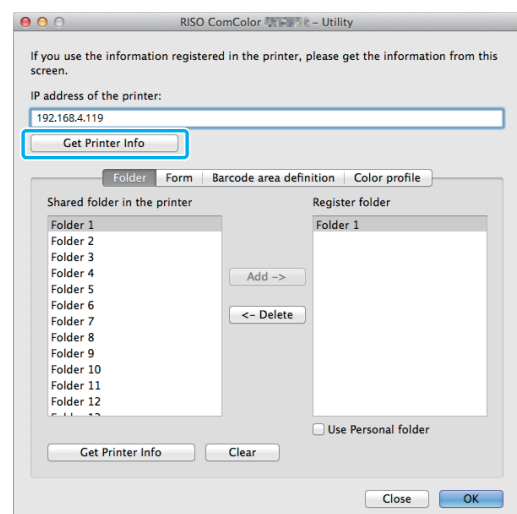 RISO ComColor – Utility
If you use the information registered in the printer, please get the information from this
screen.
IP address of the printer:
192.168.4.119
Get Printer Info
Folder Form Barcode area definition Color profile
Shared folder in the printer
Register folder
Folder 1
Folder 2
Folder 3
Folder 4
Folder 5
Folder 6
Folder 7
Folder 8
Folder 9
Folder 10
Folder 11
Folder 12
Add ->
<- Delete
Folder 1
Use Personal folder
Get Printer Info
Clear
Close
OK